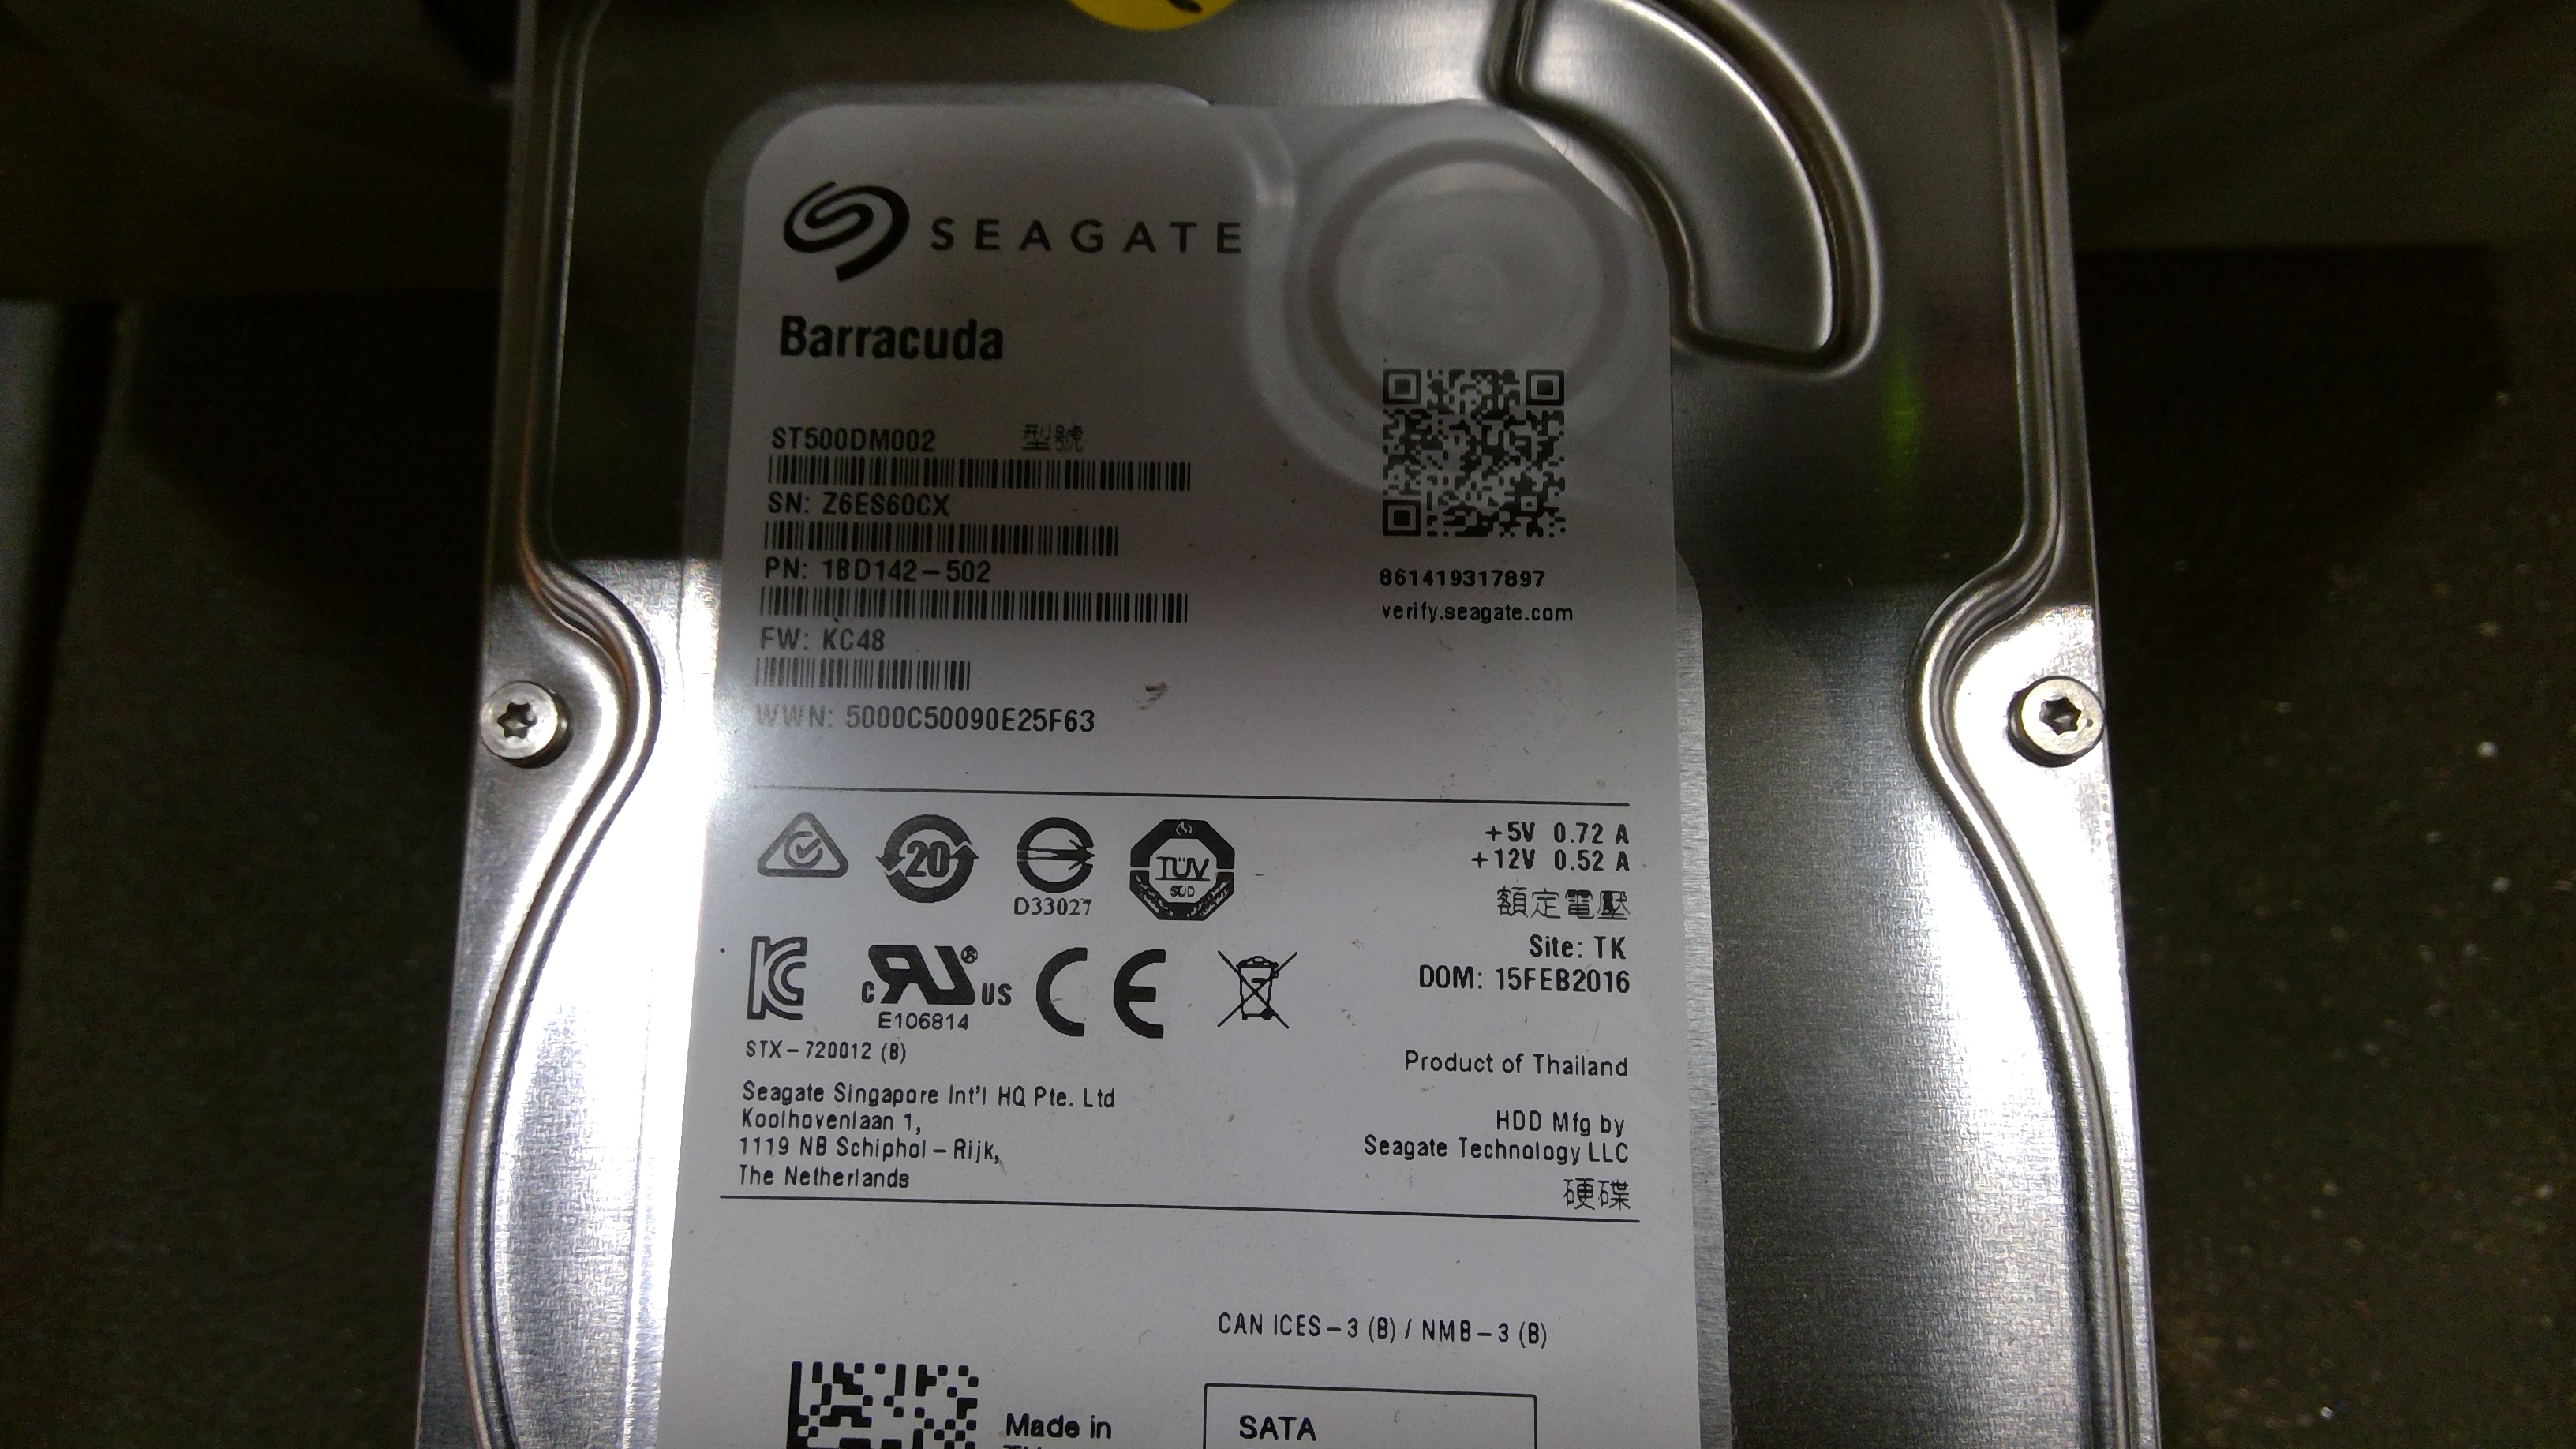 SEAGATE
Barracuda
ST500DM002 型號
SN: Z6ES60CX
PN: 1BD142-502
FW: KC48
WWN: 5000C50090E25F63
861419317897
verify.seagate.com
20
D33027
TÜV
SÜD
+5V 0.72 A
+12V 0.52 A
額定電壓
Site: TK
DOM: 15FEB2016
c RU ® US
E106814
CE
STX-720012 (B)
Seagate Singapore Int'l HQ Pte. Ltd
Koolhovenlaan 1,
1119 NB Schiphol-Rijk,
The Netherlands
Product of Thailand
HDD Mfg by
Seagate Technology LLC
硬碟
CAN ICES-3 (B) / NMB-3 (B)
Made in
SATA